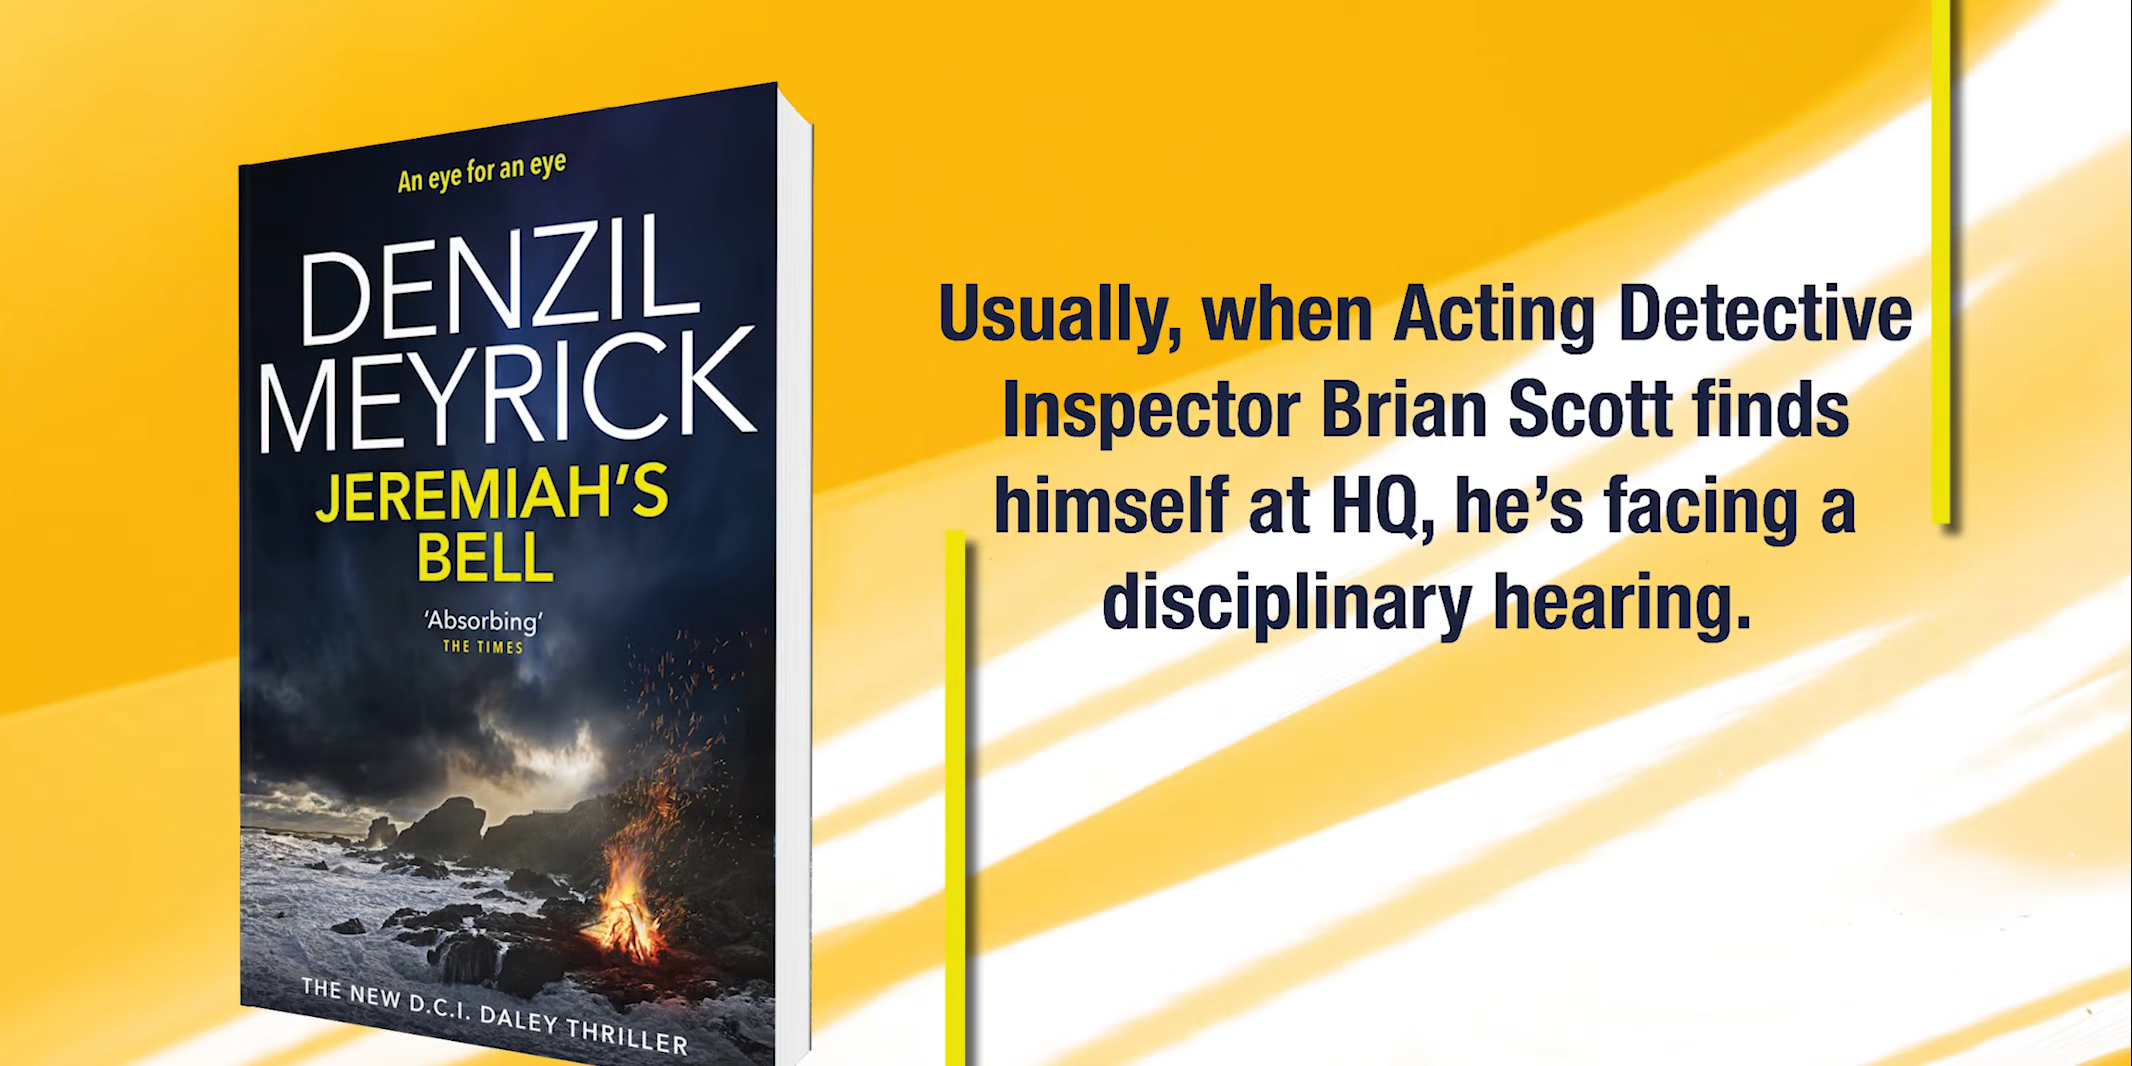 An eye for an eye
DENZIL
MEYRICK
JEREMIAH'S
BELL
‘Absorbing’
THE TIMES
THE NEW D.C.I. DALEY THRILLER
Usually, when Acting Detective
Inspector Brian Scott finds
himself at HQ, he’s facing a
disciplinary hearing.